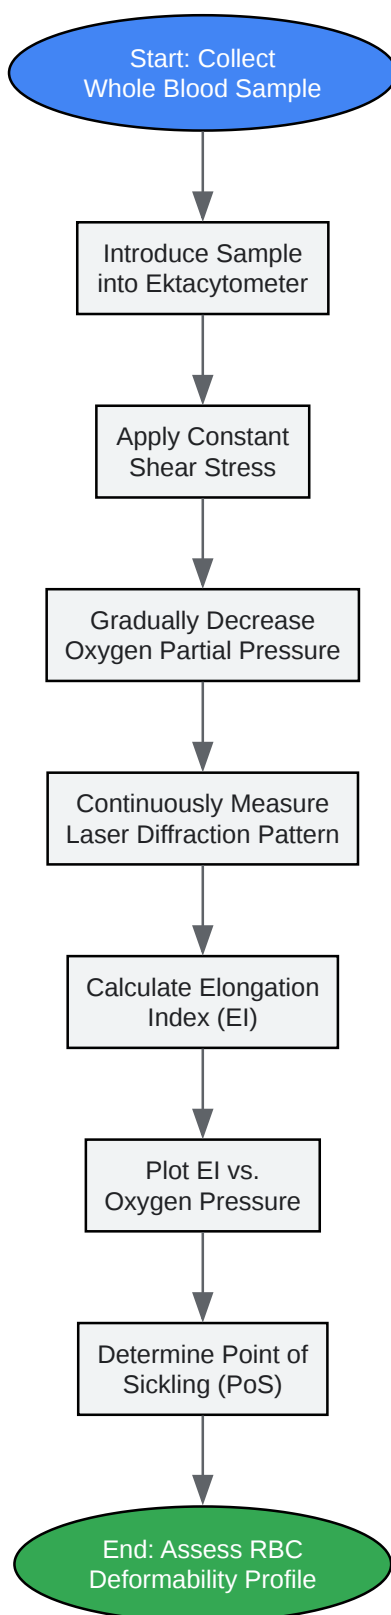 Start: Collect
Whole Blood Sample
Introduce Sample
into Ektacytometer
Apply Constant
Shear Stress
Gradually Decrease
Oxygen Partial Pressure
Continuously Measure
Laser Diffraction Pattern
Calculate Elongation
Index (EI)
Plot EI vs.
Oxygen Pressure
Determine Point of
Sickling (PoS)
End: Assess RBC
Deformability Profile